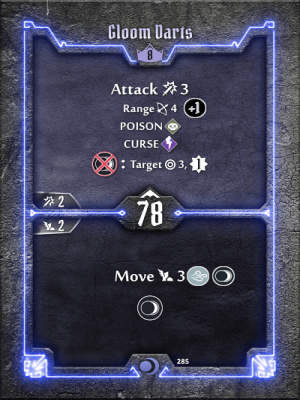 Gloom Darts
8
Attack 3
Range 4 +1
POISON
CURSE
: Target 3, 1
2
78
2
Move 3
285